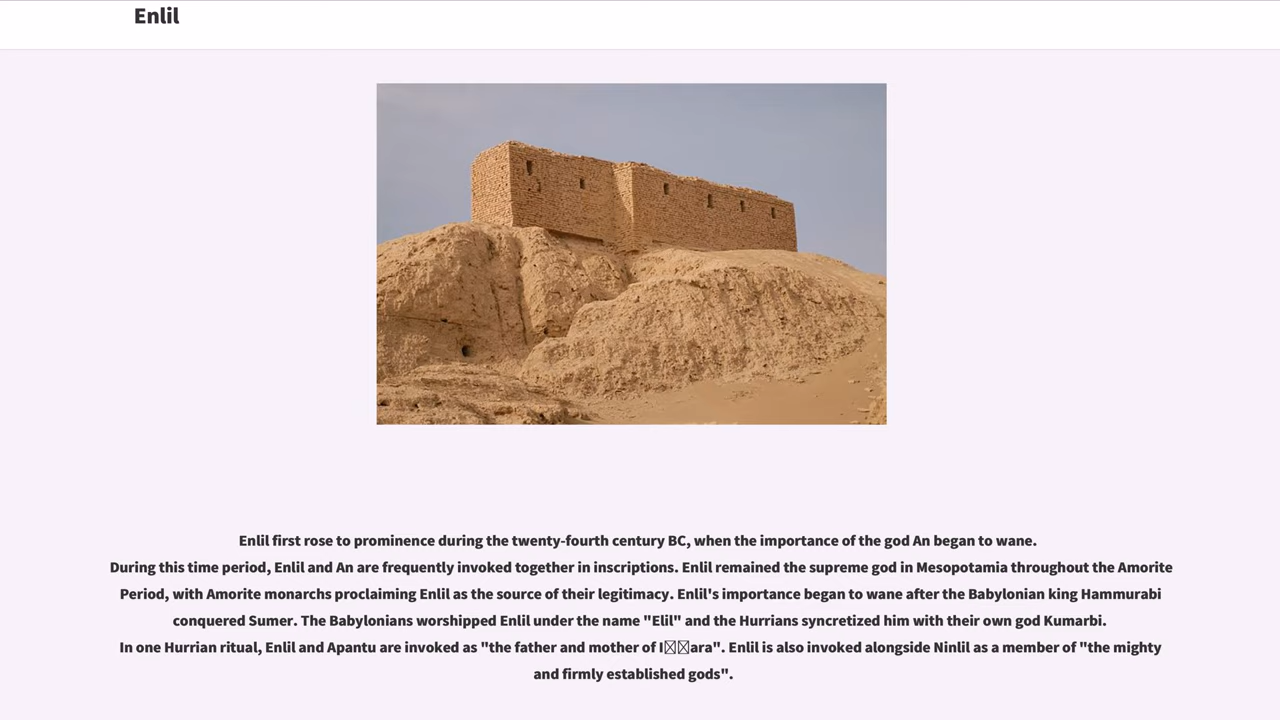 Enlil
Enlil first rose to prominence during the twenty-fourth century BC, when the importance of the god An began to wane.
During this time period, Enlil and An are frequently invoked together in inscriptions. Enlil remained the supreme god in Mesopotamia throughout the Amorite
Period, with Amorite monarchs proclaiming Enlil as the source of their legitimacy. Enlil's importance began to wane after the Babylonian king Hammurabi
conquered Sumer. The Babylonians worshipped Enlil under the name "Elil" and the Hurrians syncretized him with their own god Kumarbi.
In one Hurrian ritual, Enlil and Apantu are invoked as "the father and mother of I□□ara". Enlil is also invoked alongside Ninlil as a member of "the mighty
and firmly established gods".